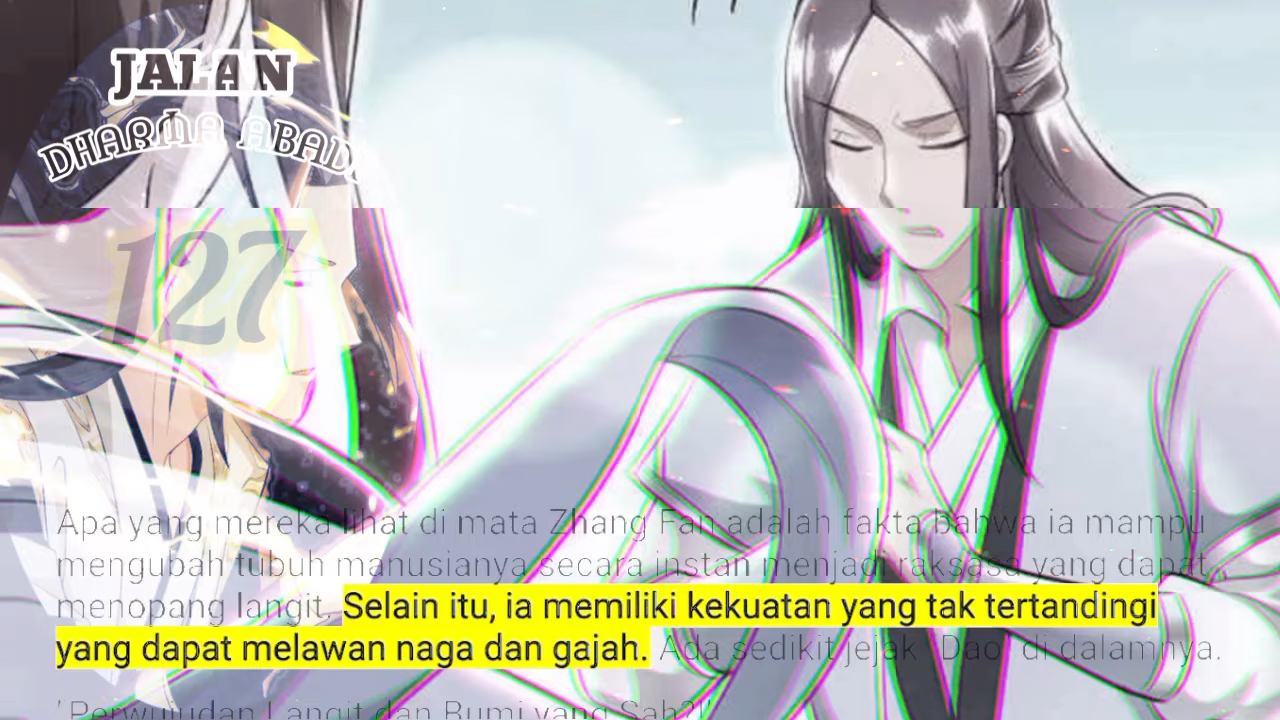 JALAN
DHARMA ABADI
127
Apa yang mereka lihat di mata Zhang Fan adalah fakta bahwa ia mampu
mengubah tubuh manusianya secara instan menjadi raksasa yang dapat
menopang langit. Selain itu, ia memiliki kekuatan yang tak tertandingi
yang dapat melawan naga dan gajah. Ada sedikit jejak "Dao" di dalamnya.
'Perwujudan Langit dan Bumi yang Sah?!'